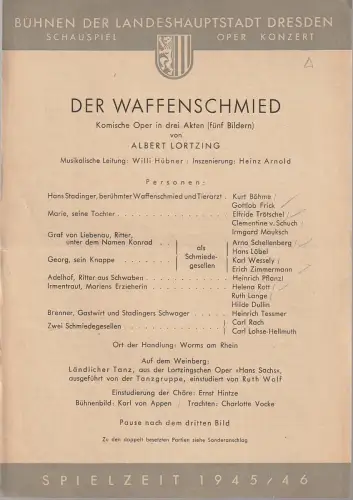 BÜHNEN DER LANDESHAUPTSTADT DRESDEN
SCHAUSPIEL OPER KONZERT
DER WAFFENSCHMIED
Komische Oper in drei Akten (fünf Bildern)
von
ALBERT LORTZING
Musikalische Leitung: Willi Hübner / Inszenierung: Heinz Arnold
Personen:
Hans Stadinger, berühmter Waffenschmied und Tierarzt . Kurt Böhme /
Gottlob Frick
Marie, seine Tochter . . . . . . . . . . . . . Elfride Trötschel /
Clementine v. Schuch
Irmgard Mauksch
Graf von Liebenau, Ritter,
unter dem Namen Konrad . . Arno Schellenberg /
Hans Löbel
als
Schmiede-
gesellen
Georg, sein Knappe . . . . Karl Wessely /
Erich Zimmermann
Adelhof, Ritter aus Schwaben . . . . . . . . . . Heinrich Pflanzl
Irmentraut, Mariens Erzieherin . . . . . . . . . Helena Rott /
Ruth Lange /
Hilde Dullin
Brenner, Gastwirt und Stadingers Schwager . . . . . Heinrich Tessmer
Zwei Schmiedegesellen . . . . . . . . . . . . . Carl Rach
Carl Lohse-Hellmuth
Ort der Handlung: Worms am Rhein
Auf dem Weinberg:
Ländlicher Tanz, aus der Lortzingschen Oper »Hans Sachs«,
ausgeführt von der Tanzgruppe, einstudiert von Ruth Wolf
Einstudierung der Chöre: Ernst Hintze
Bühnenbild: Karl von Appen / Trachten: Charlotte Vocke
Pause nach dem dritten Bild
Zu den doppelt besetzten Partien siehe Sonderanschlag
SPIELZEIT 1945/46